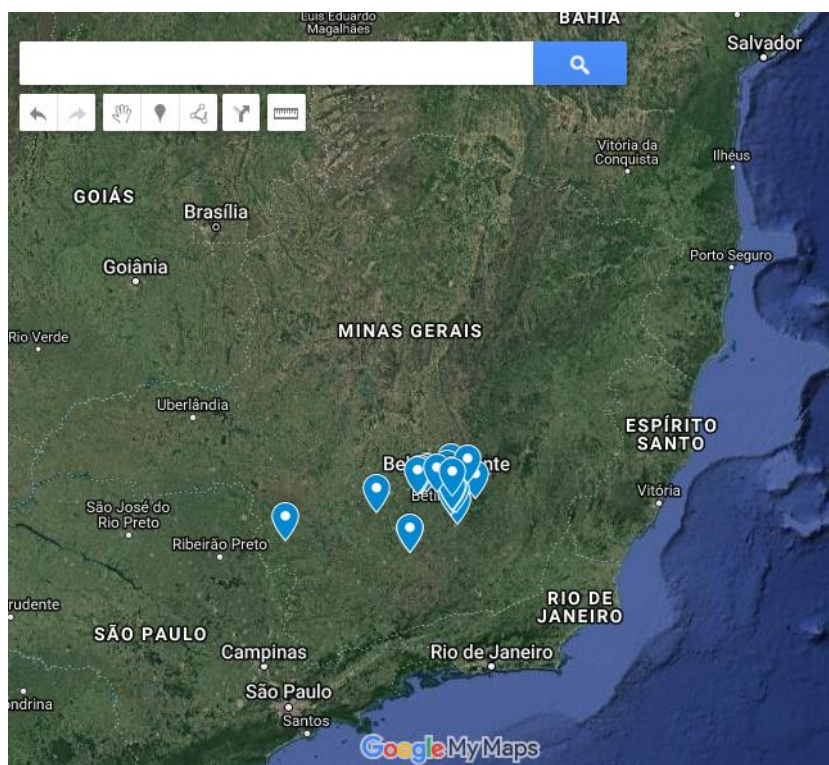 Luis Eduardo
Magalhães
BAHIA
Salvador
Vitória da
Conquista
Ilhéus
GOIÁS
Brasília
Porto Seguro
Goiânia
MINAS GERAIS
Rio Verde
Uberlândia
ESPÍRITO
SANTO
Vitória
São José do
Rio Preto
Ribeirão Preto
RIO DE
JANEIRO
SÃO PAULO
Campinas
Rio de Janeiro
São Paulo
Santos
Google My Maps